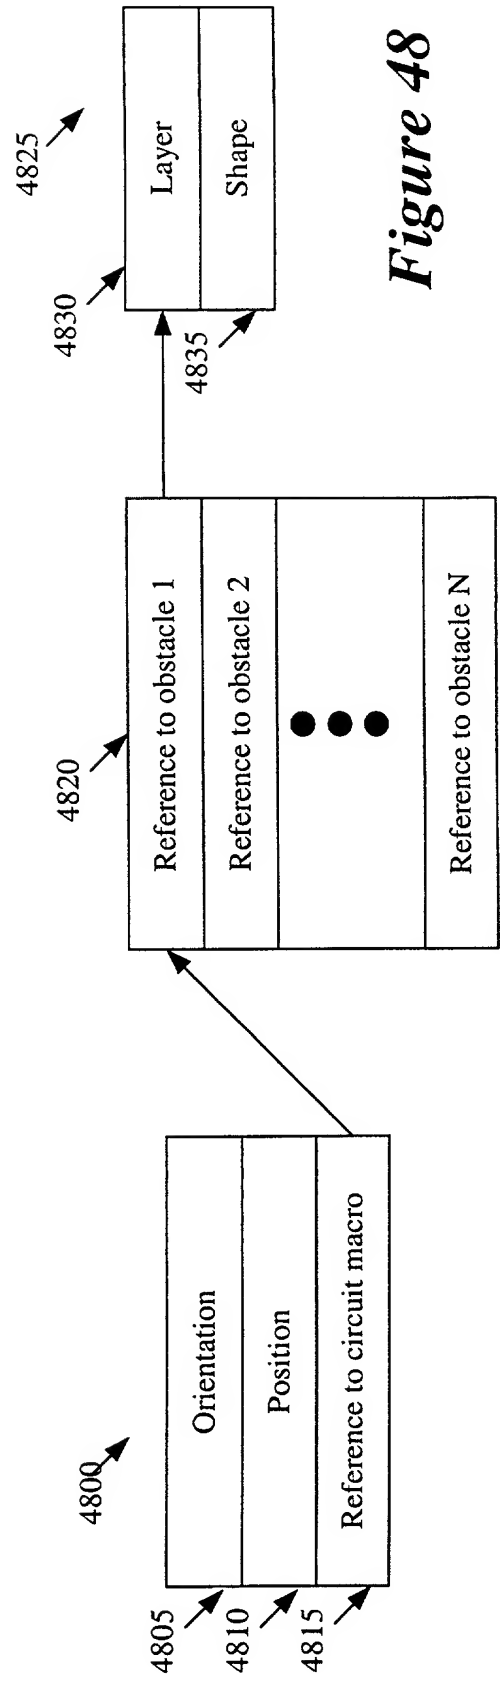 4800
4805
Orientation
4810
Position
4815
Reference to circuit macro
4820
Reference to obstacle 1
Reference to obstacle 2
Reference to obstacle N
4825
4830
Layer
4835
Shape
Figure 48